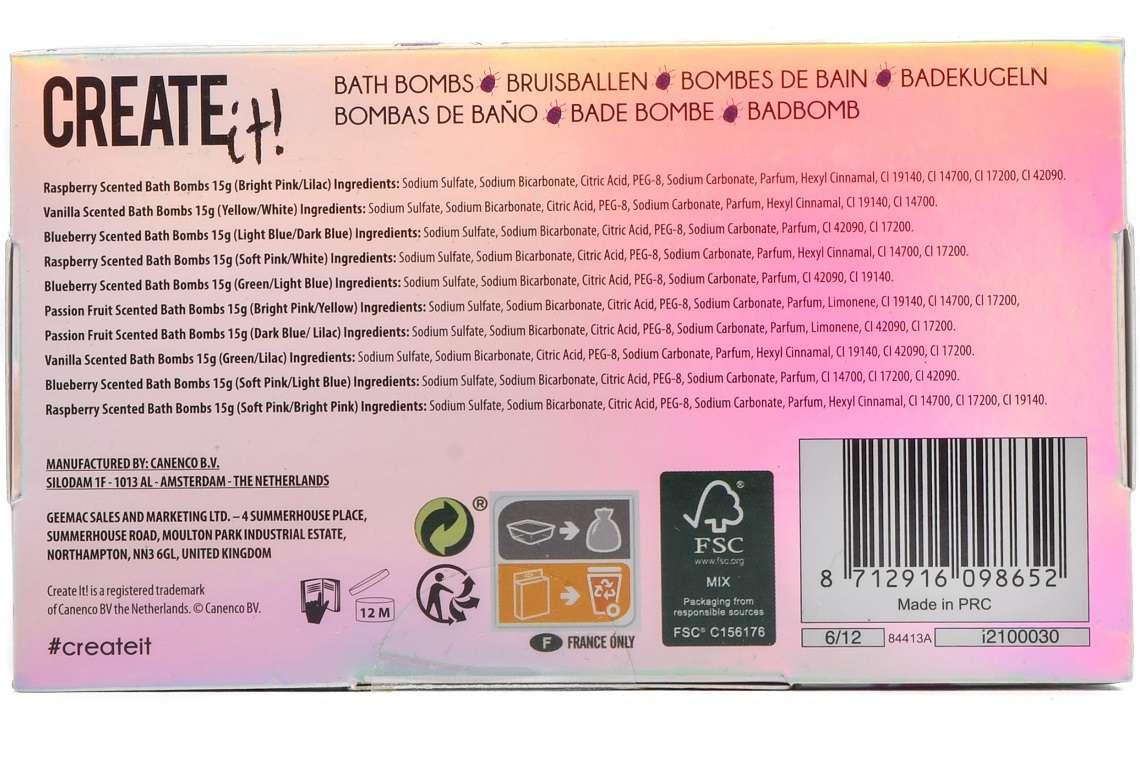 CREATE it!
BATH BOMBS BRUISBALLEN BOMBES DE BAIN BADEKUGELN
BOMBAS DE BAÑO BADE BOMBE BADBOMB
Raspberry Scented Bath Bombs 15g (Bright Pink/Lilac) Ingredients: Sodium Sulfate, Sodium Bicarbonate, Citric Acid, PEG-8, Sodium Carbonate, Parfum, Hexyl Cinnamal, CI 19140, CI 14700, CI 17200, CI 42090.
Vanilla Scented Bath Bombs 15g (Yellow/White) Ingredients: Sodium Sulfate, Sodium Bicarbonate, Citric Acid, PEG-8, Sodium Carbonate, Parfum, Hexyl Cinnamal, CI 19140, CI 14700.
Blueberry Scented Bath Bombs 15g (Light Blue/Dark Blue) Ingredients: Sodium Sulfate, Sodium Bicarbonate, Citric Acid, PEG-8, Sodium Carbonate, Parfum, CI 42090, CI 17200.
Raspberry Scented Bath Bombs 15g (Soft Pink/White) Ingredients: Sodium Sulfate, Sodium Bicarbonate, Citric Acid, PEG-8, Sodium Carbonate, Parfum, Hexyl Cinnamal, CI 14700, CI 17200.
Blueberry Scented Bath Bombs 15g (Green/Light Blue) Ingredients: Sodium Sulfate, Sodium Bicarbonate, Citric Acid, PEG-8, Sodium Carbonate, Parfum, CI 42090, CI 19140.
Passion Fruit Scented Bath Bombs 15g (Bright Pink/Yellow) Ingredients: Sodium Sulfate, Sodium Bicarbonate, Citric Acid, PEG-8, Sodium Carbonate, Parfum, Limonene, CI 19140, CI 14700, CI 17200,
Passion Fruit Scented Bath Bombs 15g (Dark Blue/ Lilac) Ingredients: Sodium Sulfate, Sodium Bicarbonate, Citric Acid, PEG-8, Sodium Carbonate, Parfum, Limonene, CI 42090, CI 17200.
Vanilla Scented Bath Bombs 15g (Green/Lilac) Ingredients: Sodium Sulfate, Sodium Bicarbonate, Citric Acid, PEG-8, Sodium Carbonate, Parfum, Hexyl Cinnamal, CI 19140, CI 42090, CI 17200.
Blueberry Scented Bath Bombs 15g (Soft Pink/Light Blue) Ingredients: Sodium Sulfate, Sodium Bicarbonate, Citric Acid, PEG-8, Sodium Carbonate, Parfum, CI 14700, CI 17200, CI 42090.
Raspberry Scented Bath Bombs 15g (Soft Pink/Bright Pink) Ingredients: Sodium Sulfate, Sodium Bicarbonate, Citric Acid, PEG-8, Sodium Carbonate, Parfum, Hexyl Cinnamal, CI 14700, CI 17200, CI 19140.
MANUFACTURED BY: CANENCO B.V.
SILODAM 1F - 1013 AL - AMSTERDAM - THE NETHERLANDS
GEEMAC SALES AND MARKETING LTD. – 4 SUMMERHOUSE PLACE,
SUMMERHOUSE ROAD, MOULTON PARK INDUSTRIAL ESTATE,
NORTHAMPTON, NN3 6GL, UNITED KINGDOM
Create It! is a registered trademark
of Canenco BV the Netherlands. © Canenco BV.
#createit
12 M
®
F FRANCE ONLY
®
FSC
www.fsc.org
MIX
Packaging from
responsible sources
FSC® C156176
8 712916 098652
Made in PRC
6/12 84413A i2100030